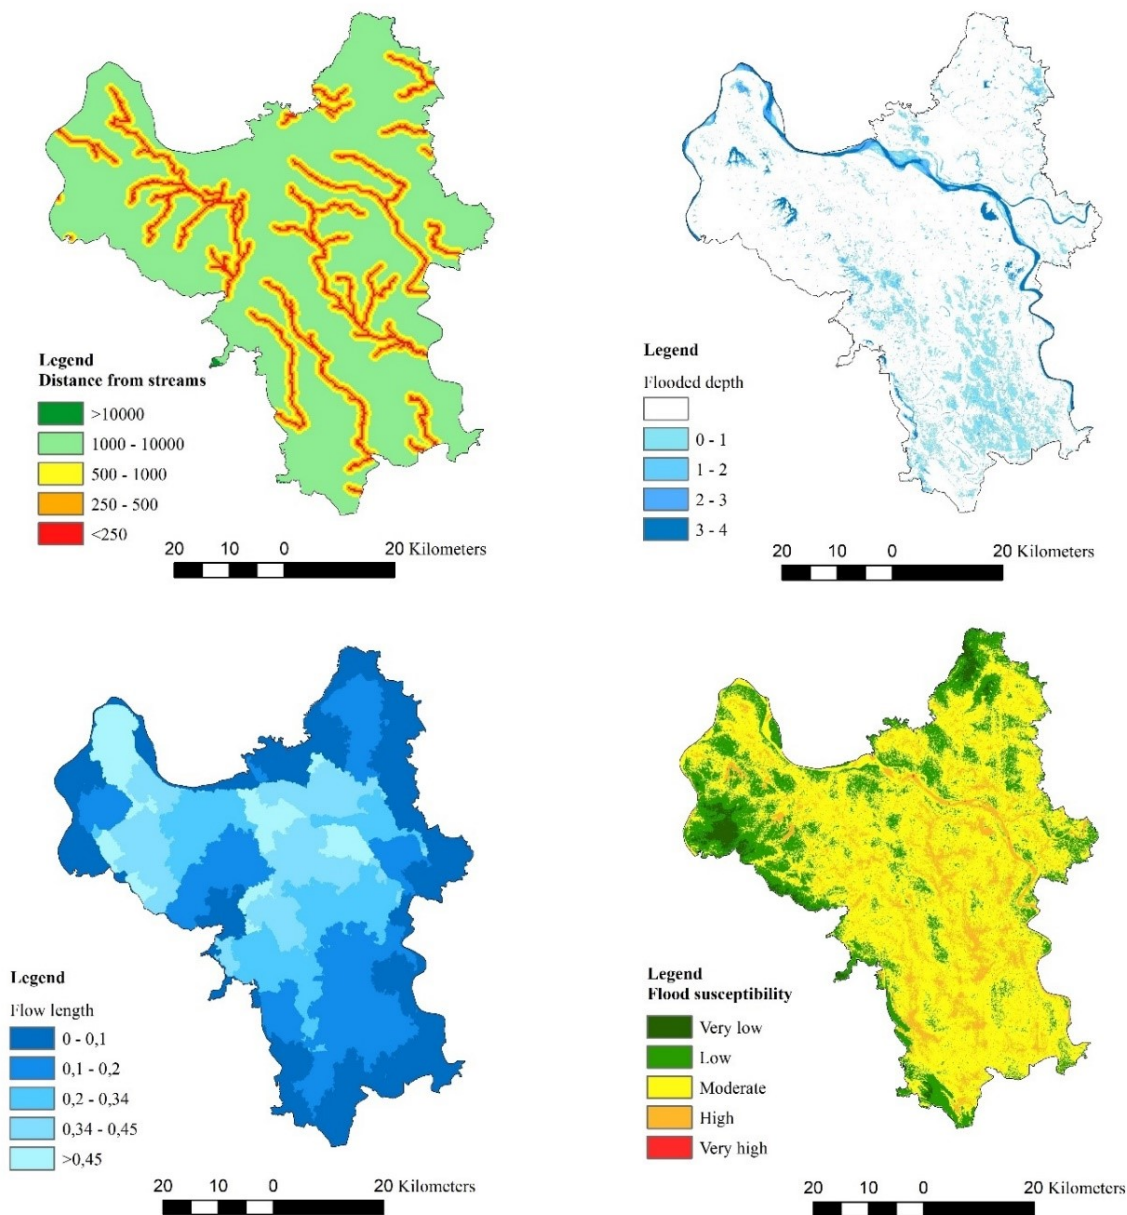 Legend
Distance from streams
>10000
1000 - 10000
500 - 1000
250 - 500
<250
20 10 0 20 Kilometers
Legend
Flooded depth
0 - 1
1 - 2
2 - 3
3 - 4
20 10 0 20 Kilometers
Legend
Flow length
0 - 0,1
0,1 - 0,2
0,2 - 0,34
0,34 - 0,45
>0,45
20 10 0 20 Kilometers
Legend
Flood susceptibility
Very low
Low
Moderate
High
Very high
20 10 0 20 Kilometers